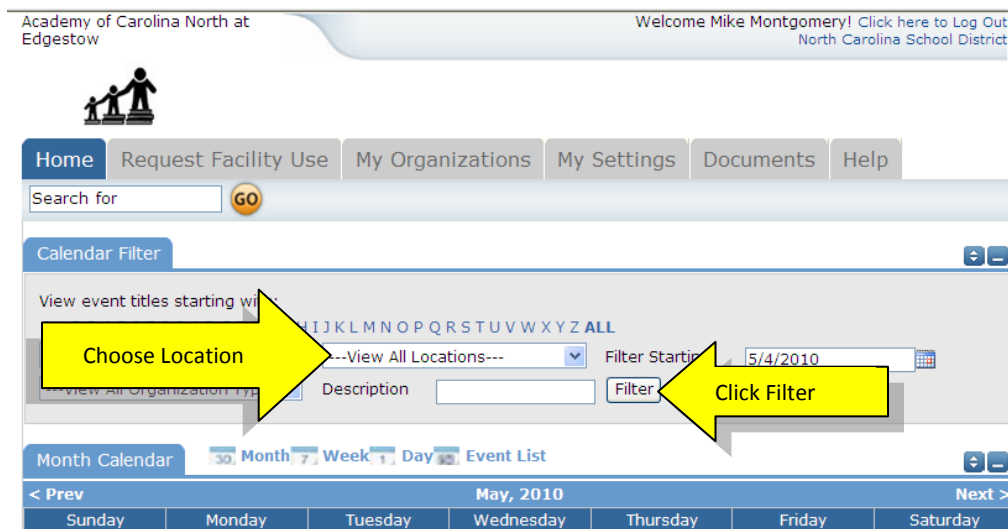 Academy of Carolina North at
Edgestow
Welcome Mike Montgomery! Click here to Log Out
North Carolina School District
Home Request Facility Use My Organizations My Settings Documents Help
Search for GO
Calendar Filter
View event titles starting
I J K L M N O P Q R S T U V W X Y Z ALL
Choose Location ---View All Locations--- Filter 5/4/2010
---View All Organization Description Filter Click Filter
Month Calendar 30 Month 7 Week 1 Day Event List
< Prev May, 2010 Next >
Sunday Monday Tuesday Wednesday Thursday Friday Saturday